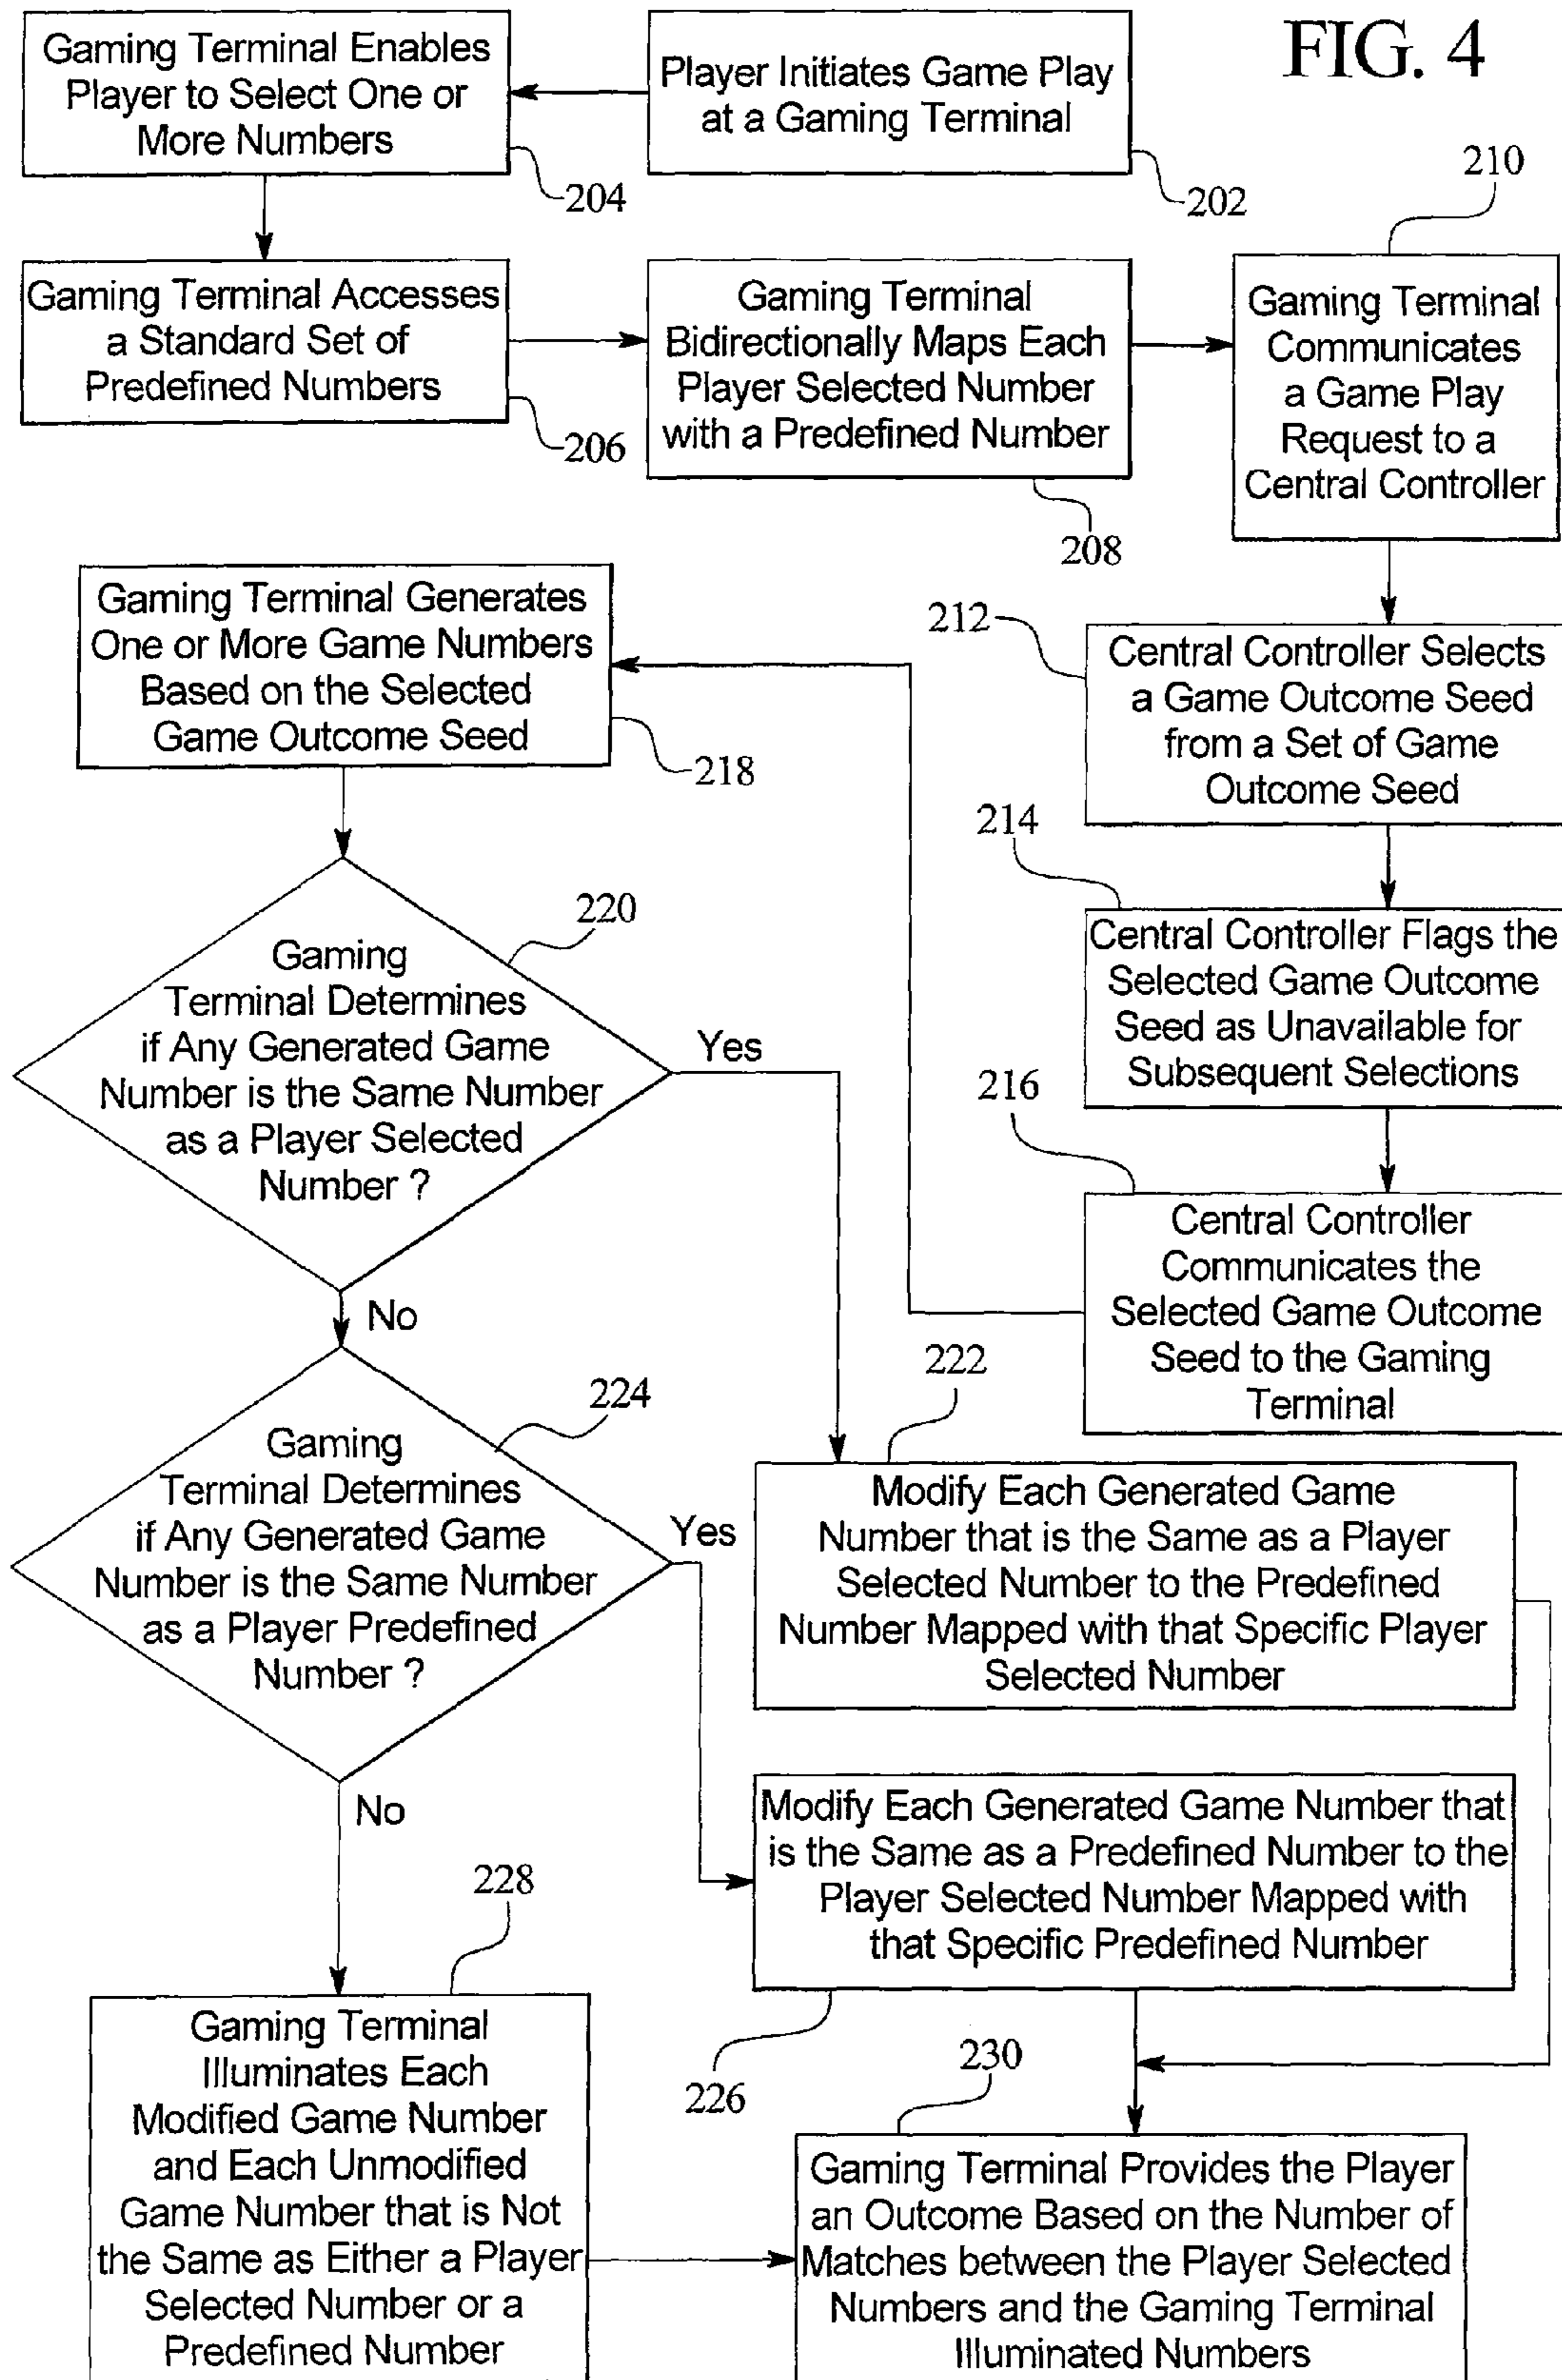 FIG. 4
Player Initiates Game Play
at a Gaming Terminal
202
Gaming Terminal Enables
Player to Select One or
More Numbers
204
Gaming Terminal Accesses
a Standard Set of
Predefined Numbers
206
Gaming Terminal
Bidirectionally Maps Each
Player Selected Number
with a Predefined Number
208
210
Gaming Terminal
Communicates
a Game Play
Request to a
Central Controller
212
Central Controller Selects
a Game Outcome Seed
from a Set of Game
Outcome Seed
214
Central Controller Flags the
Selected Game Outcome
Seed as Unavailable for
Subsequent Selections
216
Central Controller
Communicates the
Selected Game Outcome
Seed to the Gaming
Terminal
Gaming Terminal Generates
One or More Game Numbers
Based on the Selected
Game Outcome Seed
218
220
Gaming
Terminal Determines
if Any Generated Game
Number is the Same Number
as a Player Selected
Number ?
Yes
No
222
Modify Each Generated Game
Number that is the Same as a Player
Selected Number to the Predefined
Number Mapped with that Specific Player
Selected Number
224
Gaming
Terminal Determines
if Any Generated Game
Number is the Same Number
as a Player Predefined
Number ?
Yes
No
Modify Each Generated Game Number that
is the Same as a Predefined Number to the
Player Selected Number Mapped with
that Specific Predefined Number
226
228
Gaming Terminal
Illuminates Each
Modified Game Number
and Each Unmodified
Game Number that is Not
the Same as Either a Player
Selected Number or a
Predefined Number
230
Gaming Terminal Provides the Player
an Outcome Based on the Number of
Matches between the Player Selected
Numbers and the Gaming Terminal
Illuminated Numbers